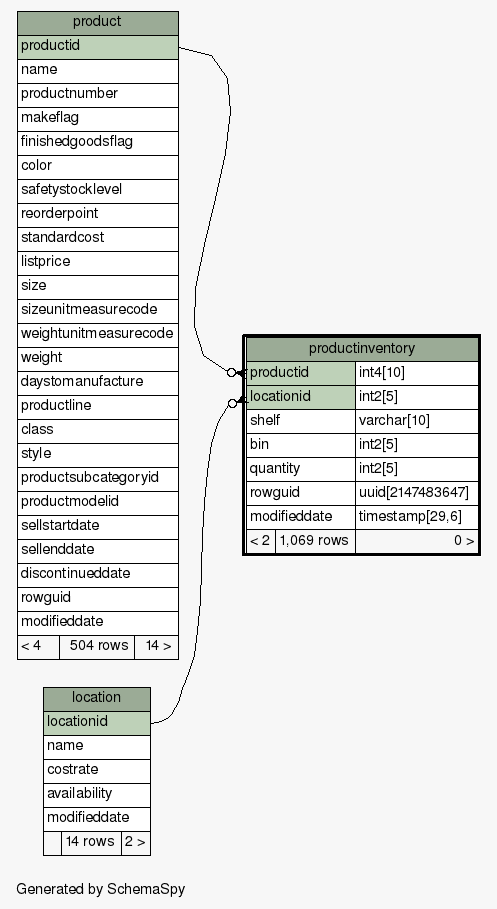 product
productid
name
productnumber
makeflag
finishedgoodsflag
color
safetystocklevel
reorderpoint
standardcost
listprice
size
sizeunitmeasurecode
weightunitmeasurecode
weight
daystomanufacture
productline
class
style
productsubcategoryid
productmodelid
sellstartdate
sellenddate
discontinueddate
rowguid
modifieddate
< 4 504 rows 14 >
productinventory
productid int4[10]
locationid int2[5]
shelf varchar[10]
bin int2[5]
quantity int2[5]
rowguid uuid[2147483647]
modifieddate timestamp[29,6]
< 2 1,069 rows 0 >
location
locationid
name
costrate
availability
modifieddate
14 rows 2 >
Generated by SchemaSpy